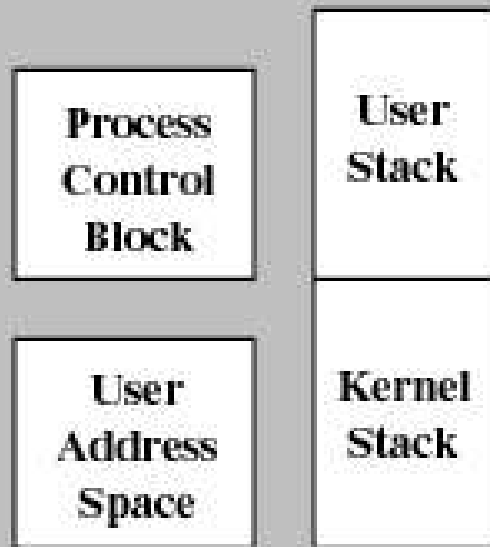 Process
Control
Block
User
Stack
User
Address
Space
Kernel
Stack